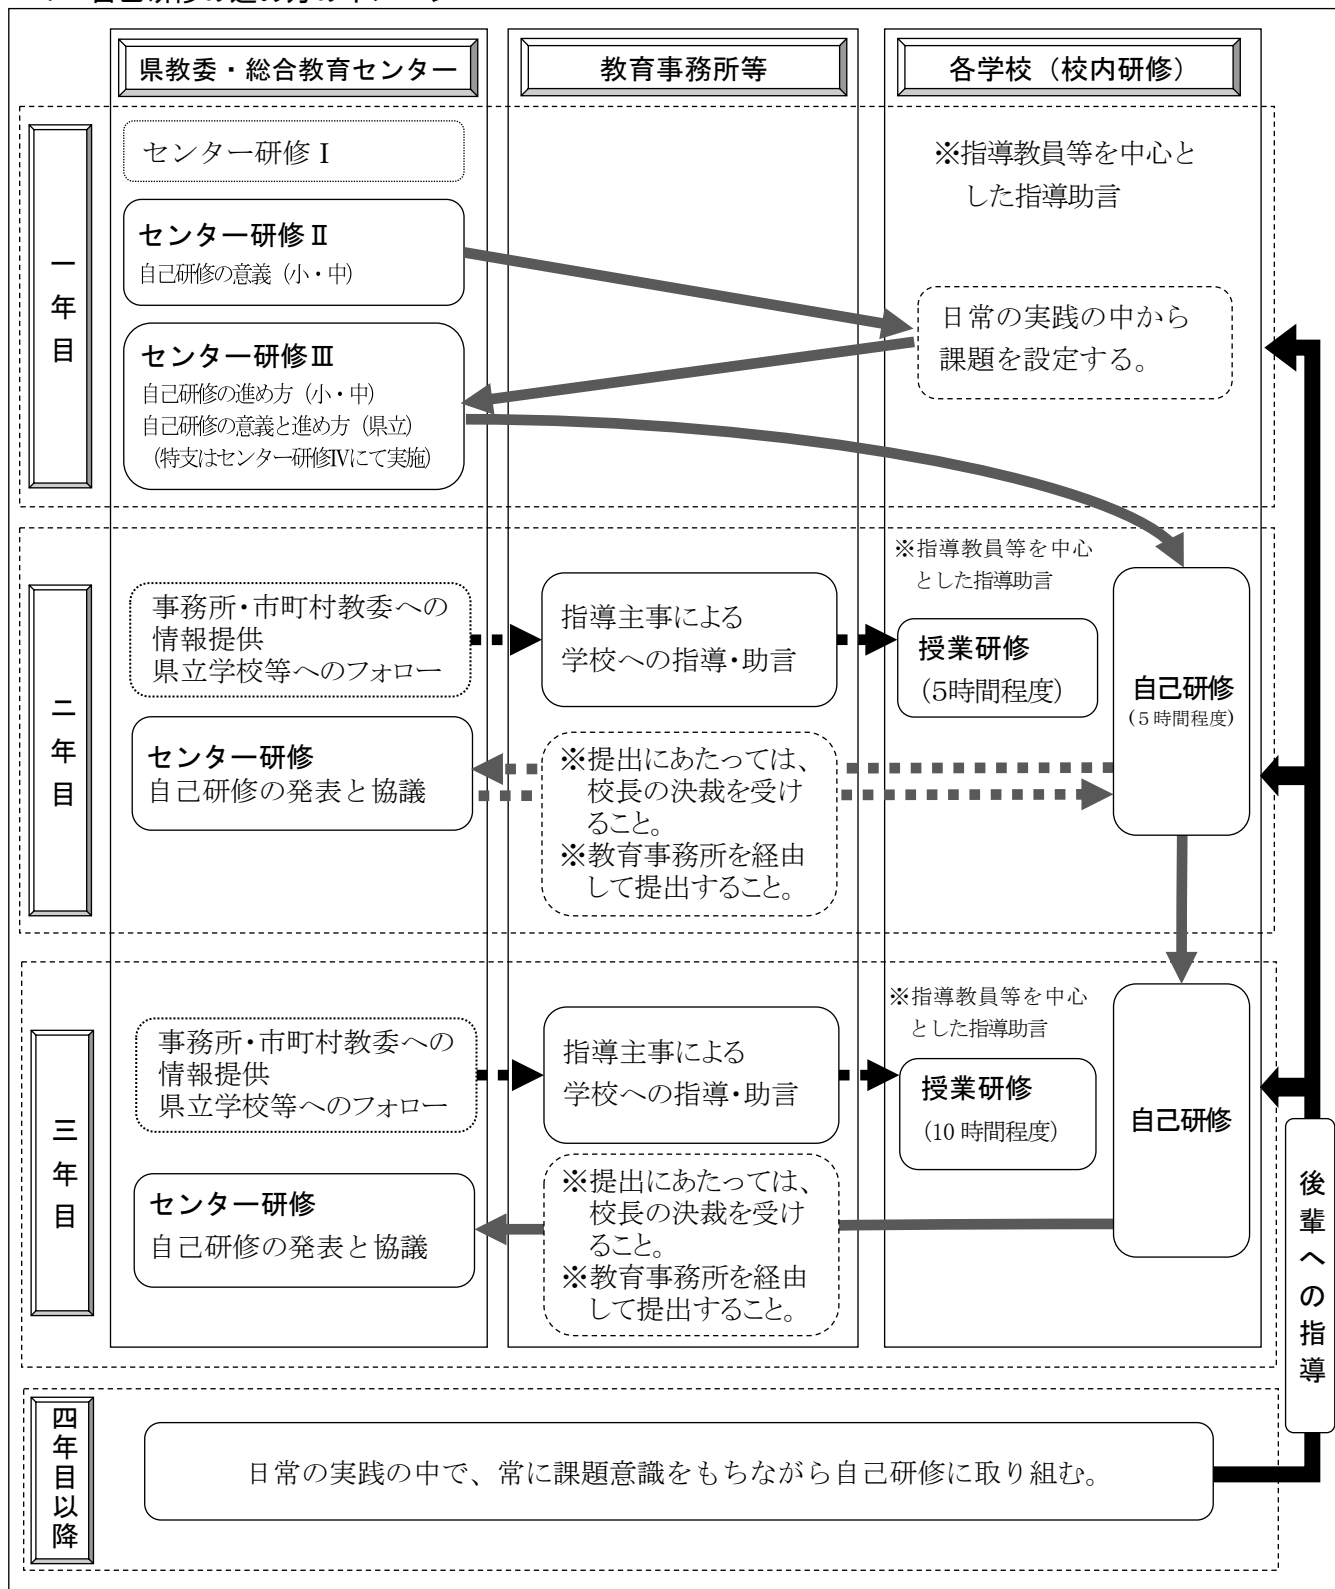 県教委・総合教育センター
教育事務所等
各学校（校内研修）
一年目
センター研修Ⅰ
センター研修Ⅱ
自己研修の意義（小・中）
センター研修Ⅲ
自己研修の進め方（小・中）
自己研修の意義と進め方（県立）
（特支はセンター研修Ⅳにて実施）
※指導教員等を中心と
した指導助言
日常の実践の中から
課題を設定する。
二年目
事務所・市町村教委への
情報提供
県立学校等へのフォロー
指導主事による
学校への指導・助言
※指導教員等を中心
とした指導助言
授業研修
（5時間程度）
自己研修
（5時間程度）
センター研修
自己研修の発表と協議
※提出にあたっては、
校長の決裁を受け
ること。
※教育事務所を経由
して提出すること。
三年目
事務所・市町村教委への
情報提供
県立学校等へのフォロー
指導主事による
学校への指導・助言
※指導教員等を中心
とした指導助言
授業研修
（10 時間程度）
自己研修
センター研修
自己研修の発表と協議
※提出にあたっては、
校長の決裁を受け
ること。
※教育事務所を経由
して提出すること。
後輩への指導
四年目以降
日常の実践の中で、常に課題意識をもちながら自己研修に取り組む。